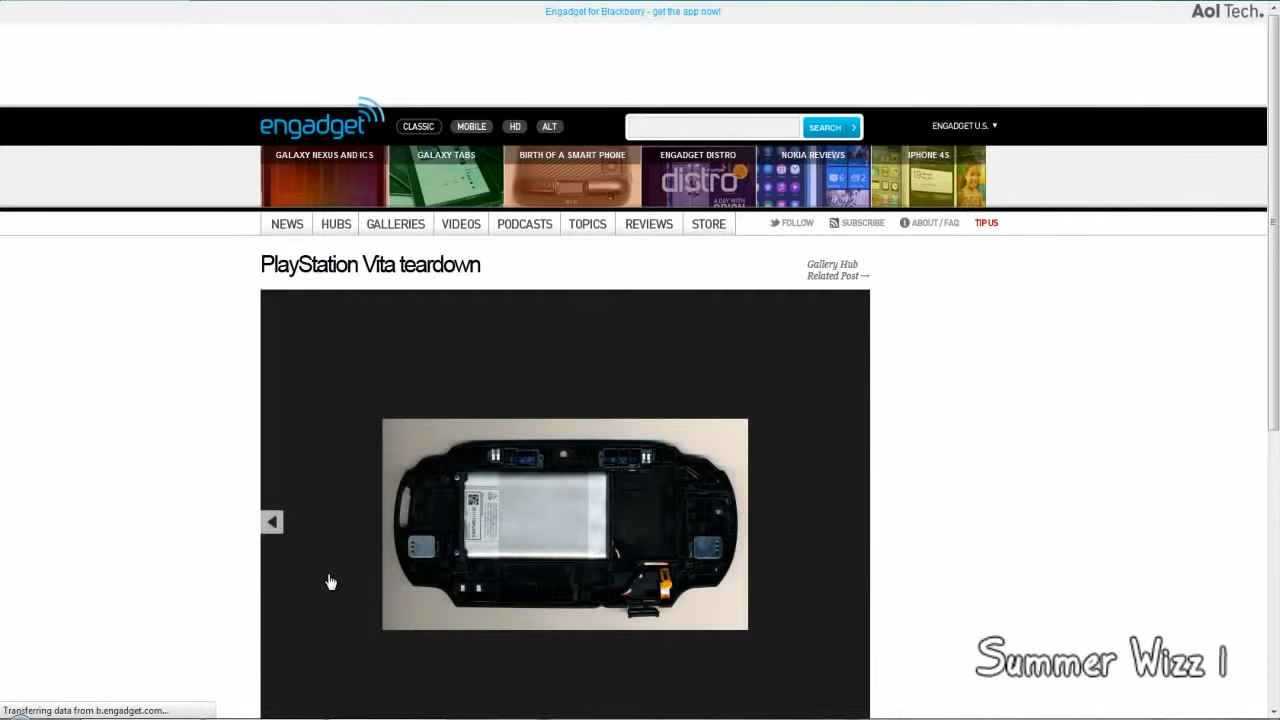 Engadget for Blackberry - get the app now!
Aol Tech.
engadget
CLASSIC MOBILE HD ALT
SEARCH
ENGADGET U.S.
GALAXY NEXUS AND ICS GALAXY TABS BIRTH OF A SMART PHONE ENGADGET DISTRO NOKIA REVIEWS IPHONE 4S
distro
A DAY WITH
NEWS HUBS GALLERIES VIDEOS PODCASTS TOPICS REVIEWS STORE FOLLOW SUBSCRIBE ABOUT / FAQ TIP US
PlayStation Vita teardown
Gallery Hub
Related Post →
Summer Wizz 1
Transferring data from b.engadget.com...